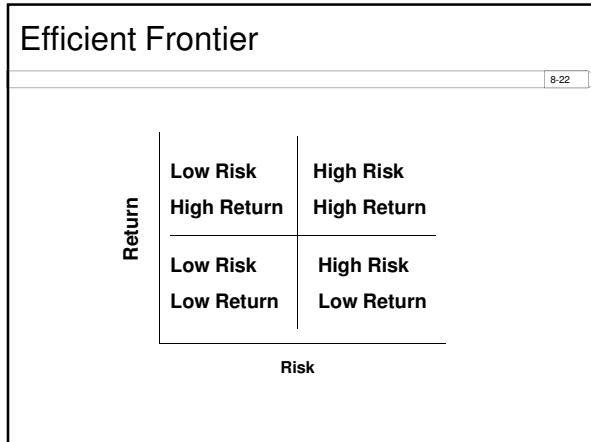 Efficient Frontier
8-22
Return
Low Risk
High Return
High Risk
High Return
Low Risk
Low Return
High Risk
Low Return
Risk